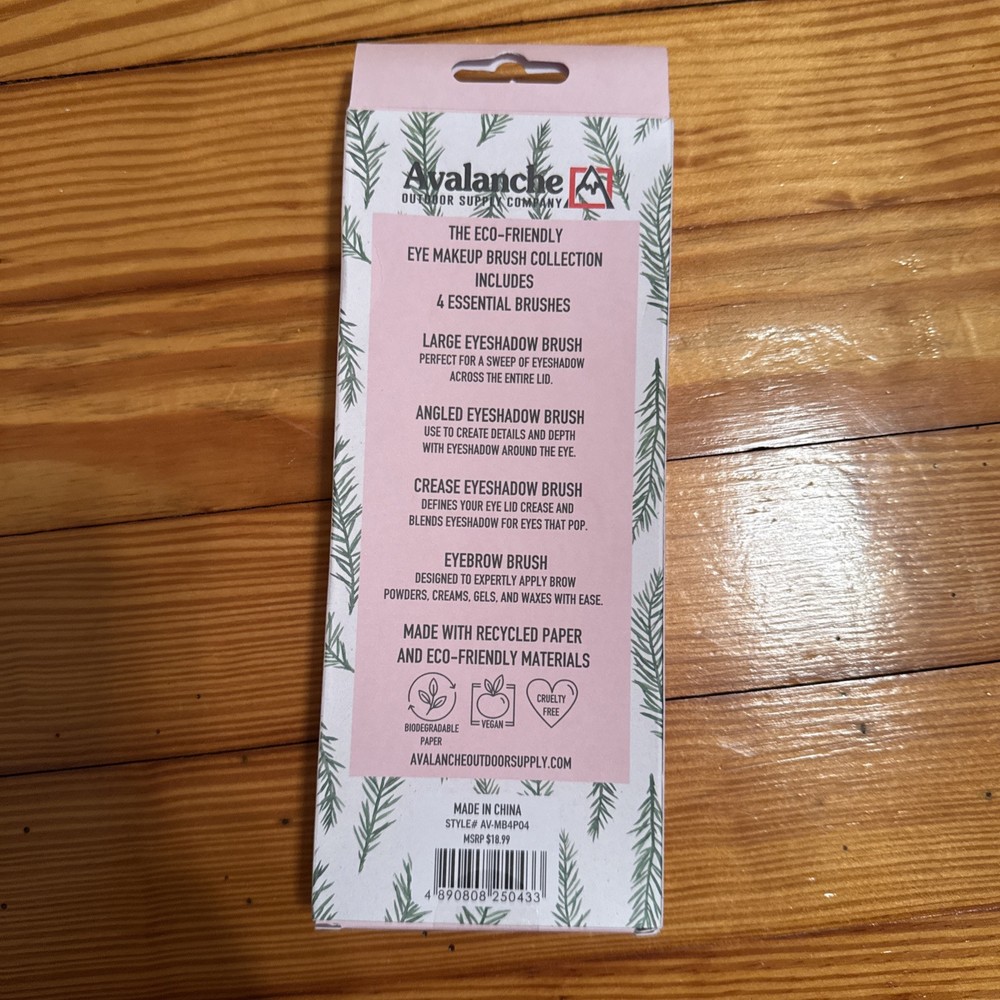 Avalanche
OUTDOOR SUPPLY COMPANY
THE ECO-FRIENDLY
EYE MAKEUP BRUSH COLLECTION
INCLUDES
4 ESSENTIAL BRUSHES
LARGE EYESHADOW BRUSH
PERFECT FOR A SWEEP OF EYESHADOW
ACROSS THE ENTIRE LID.
ANGLED EYESHADOW BRUSH
USE TO CREATE DETAILS AND DEPTH
WITH EYESHADOW AROUND THE EYE.
CREASE EYESHADOW BRUSH
DEFINES YOUR EYE LID CREASE AND
BLENDS EYESHADOW FOR EYES THAT POP.
EYEBROW BRUSH
DESIGNED TO EXPERTLY APPLY BROW
POWDERS, CREAMS, GELS, AND WAXES WITH EASE.
MADE WITH RECYCLED PAPER
AND ECO-FRIENDLY MATERIALS
BIODEGRADABLE
PAPER
VEGAN
CRUELTY
FREE
AVALANCHEOUTDOORSUPPLY.COM
MADE IN CHINA
STYLE# AV-MB4P04
MSRP $18.99
4 890808 250433